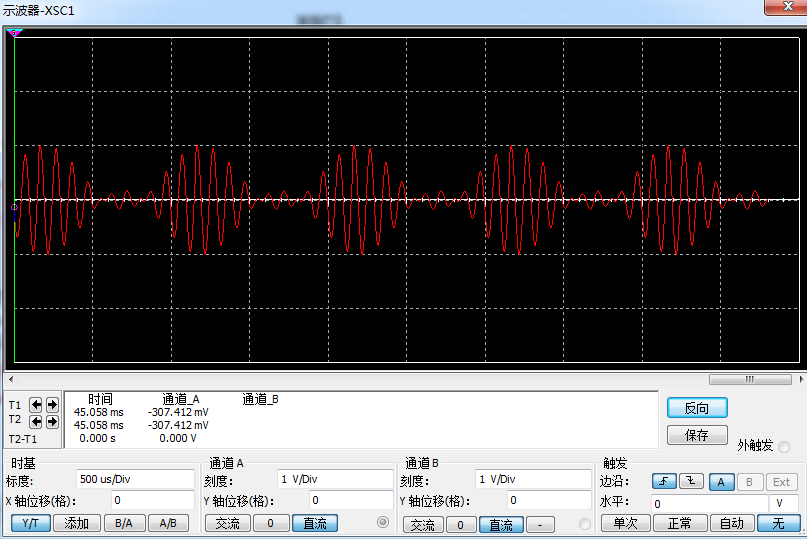 示波器-XSC1
时间 通道_A 通道_B
T1 45.058 ms -307.412 mV
T2 45.058 ms -307.412 mV
T2-T1 0.000 s 0.000 V
反向
保存
外触发
时基
标度: 500 us/Div
X 轴位移(格): 0
Y/T 添加 B/A A/B
通道 A
刻度: 1 V/Div
Y 轴位移(格): 0
交流 0 直流
通道 B
刻度: 1 V/Div
Y 轴位移(格): 0
交流 0 直流 -
触发
边沿: A B Ext
水平: 0 V
单次 正常 自动 无